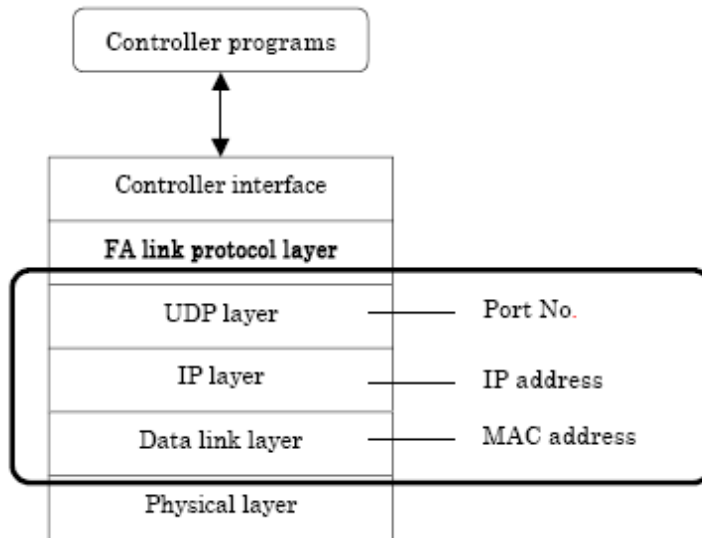 Controller programs
Controller interface
FA link protocol layer
UDP layer
Port No.
IP layer
IP address
Data link layer
MAC address
Physical layer